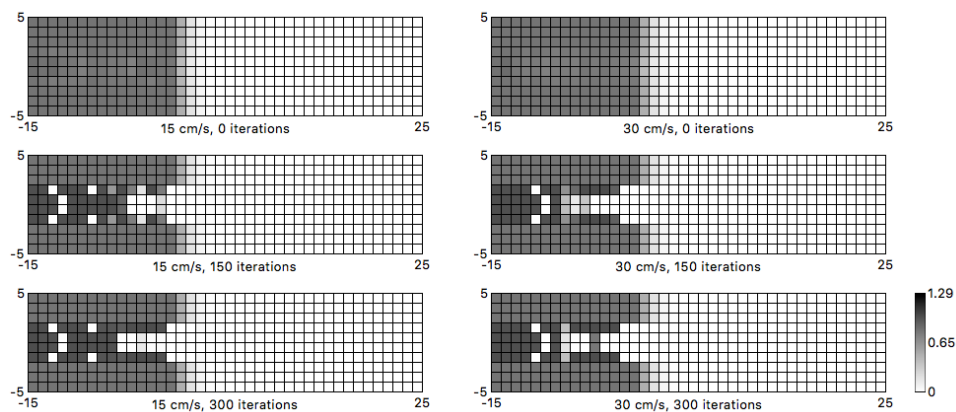 5 5
-5 -5
-15 15 cm/s, 0 iterations 25 -15 30 cm/s, 0 iterations 25
5 5
-5 -5
-15 15 cm/s, 150 iterations 25 -15 30 cm/s, 150 iterations 25
5 5 1.29
0.65
-5 -5 0
-15 15 cm/s, 300 iterations 25 -15 30 cm/s, 300 iterations 25